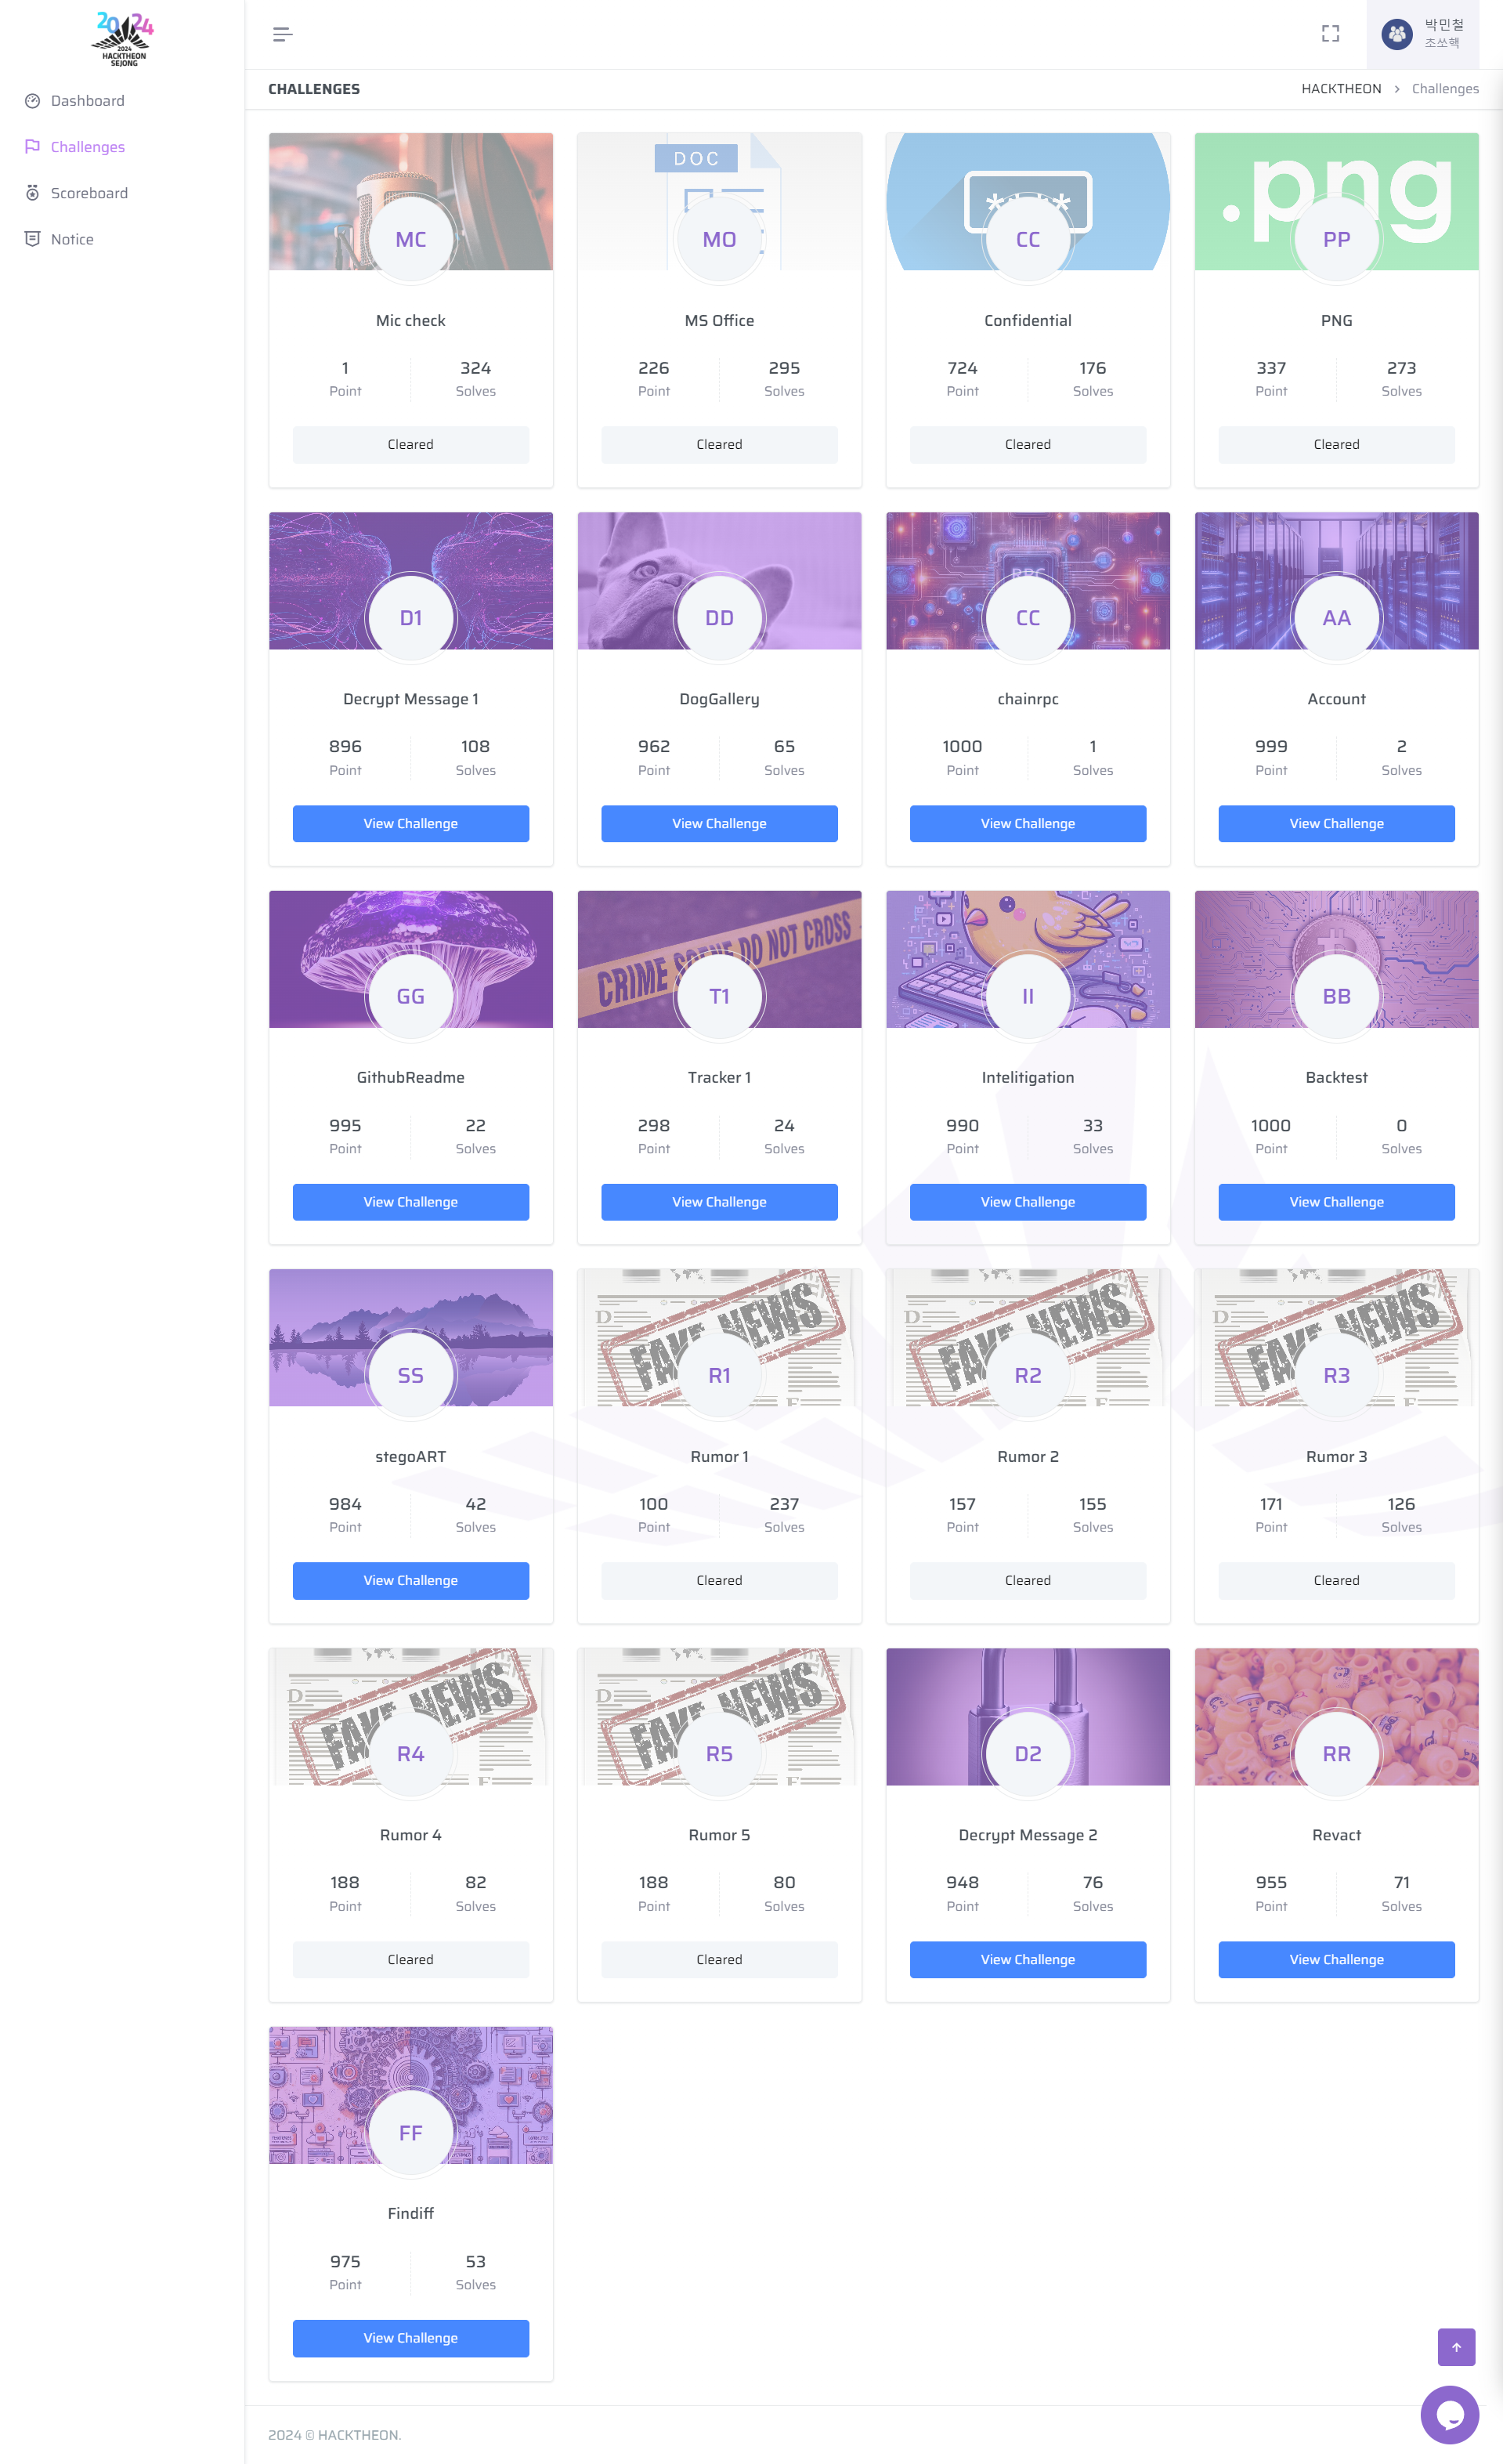 2024
2024
HACKTHEON
SEJONG
박민철
초쏘핵
Dashboard
Challenges
Scoreboard
Notice
CHALLENGES
HACKTHEON > Challenges
DOC
****
.png
MC
MO
CC
PP
Mic check
MS Office
Confidential
PNG
1 324
Point Solves
226 295
Point Solves
724 176
Point Solves
337 273
Point Solves
Cleared
Cleared
Cleared
Cleared
RPC
D1
DD
CC
AA
Decrypt Message 1
DogGallery
chainrpc
Account
896 108
Point Solves
962 65
Point Solves
1000 1
Point Solves
999 2
Point Solves
View Challenge
View Challenge
View Challenge
View Challenge
CRIME SCENE DO NOT CROSS
GG
T1
II
BB
GithubReadme
Tracker 1
Intelitigation
Backtest
995 22
Point Solves
298 24
Point Solves
990 33
Point Solves
1000 0
Point Solves
View Challenge
View Challenge
View Challenge
View Challenge
FAKE NEWS
FAKE NEWS
FAKE NEWS
SS
R1
R2
R3
stegoART
Rumor 1
Rumor 2
Rumor 3
984 42
Point Solves
100 237
Point Solves
157 155
Point Solves
171 126
Point Solves
View Challenge
Cleared
Cleared
Cleared
FAKE NEWS
FAKE NEWS
R4
R5
D2
RR
Rumor 4
Rumor 5
Decrypt Message 2
Revact
188 82
Point Solves
188 80
Point Solves
948 76
Point Solves
955 71
Point Solves
Cleared
Cleared
View Challenge
View Challenge
FF
Findiff
975 53
Point Solves
View Challenge
2024 © HACKTHEON.